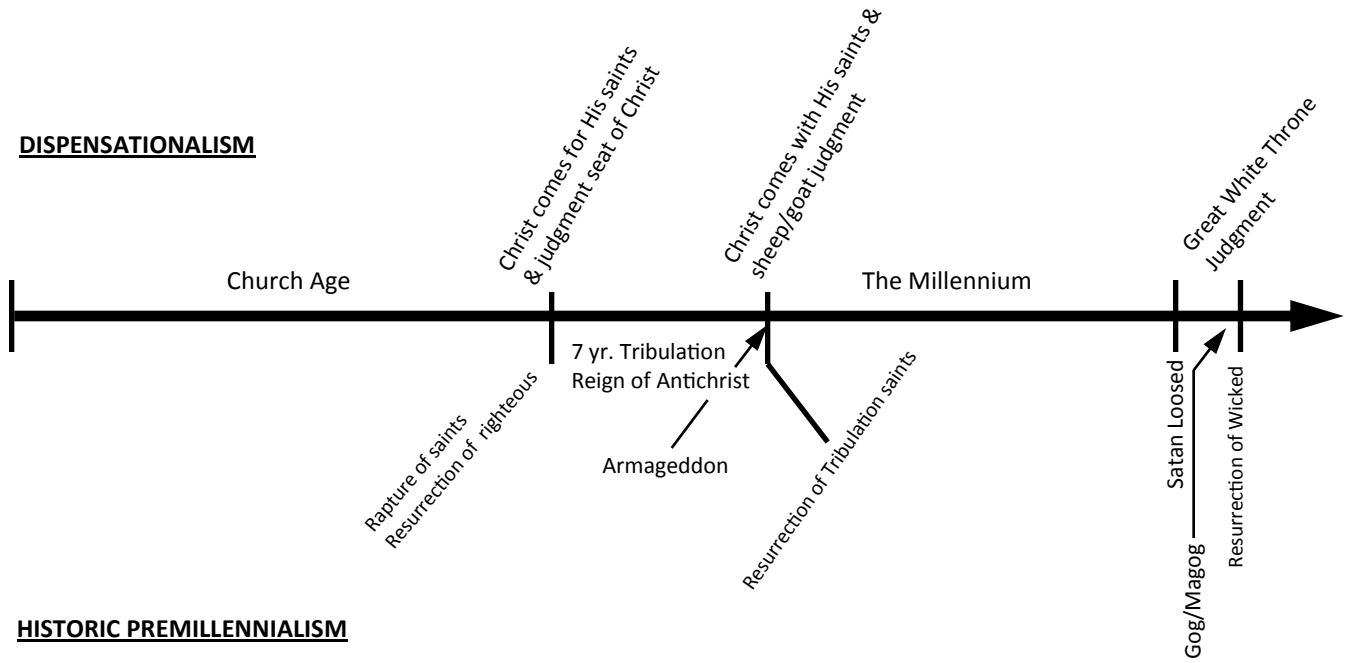 DISPENSATIONALISM
Christ comes for His saints
& judgment seat of Christ
Christ comes with His saints &
sheep/goat judgment
Great White Throne
Judgment
Church Age
The Millennium
7 yr. Tribulation
Reign of Antichrist
Rapture of saints
Resurrection of righteous
Armageddon
Resurrection of Tribulation saints
Satan Loosed
Gog/Magog
Resurrection of Wicked
HISTORIC PREMILLENNIALISM